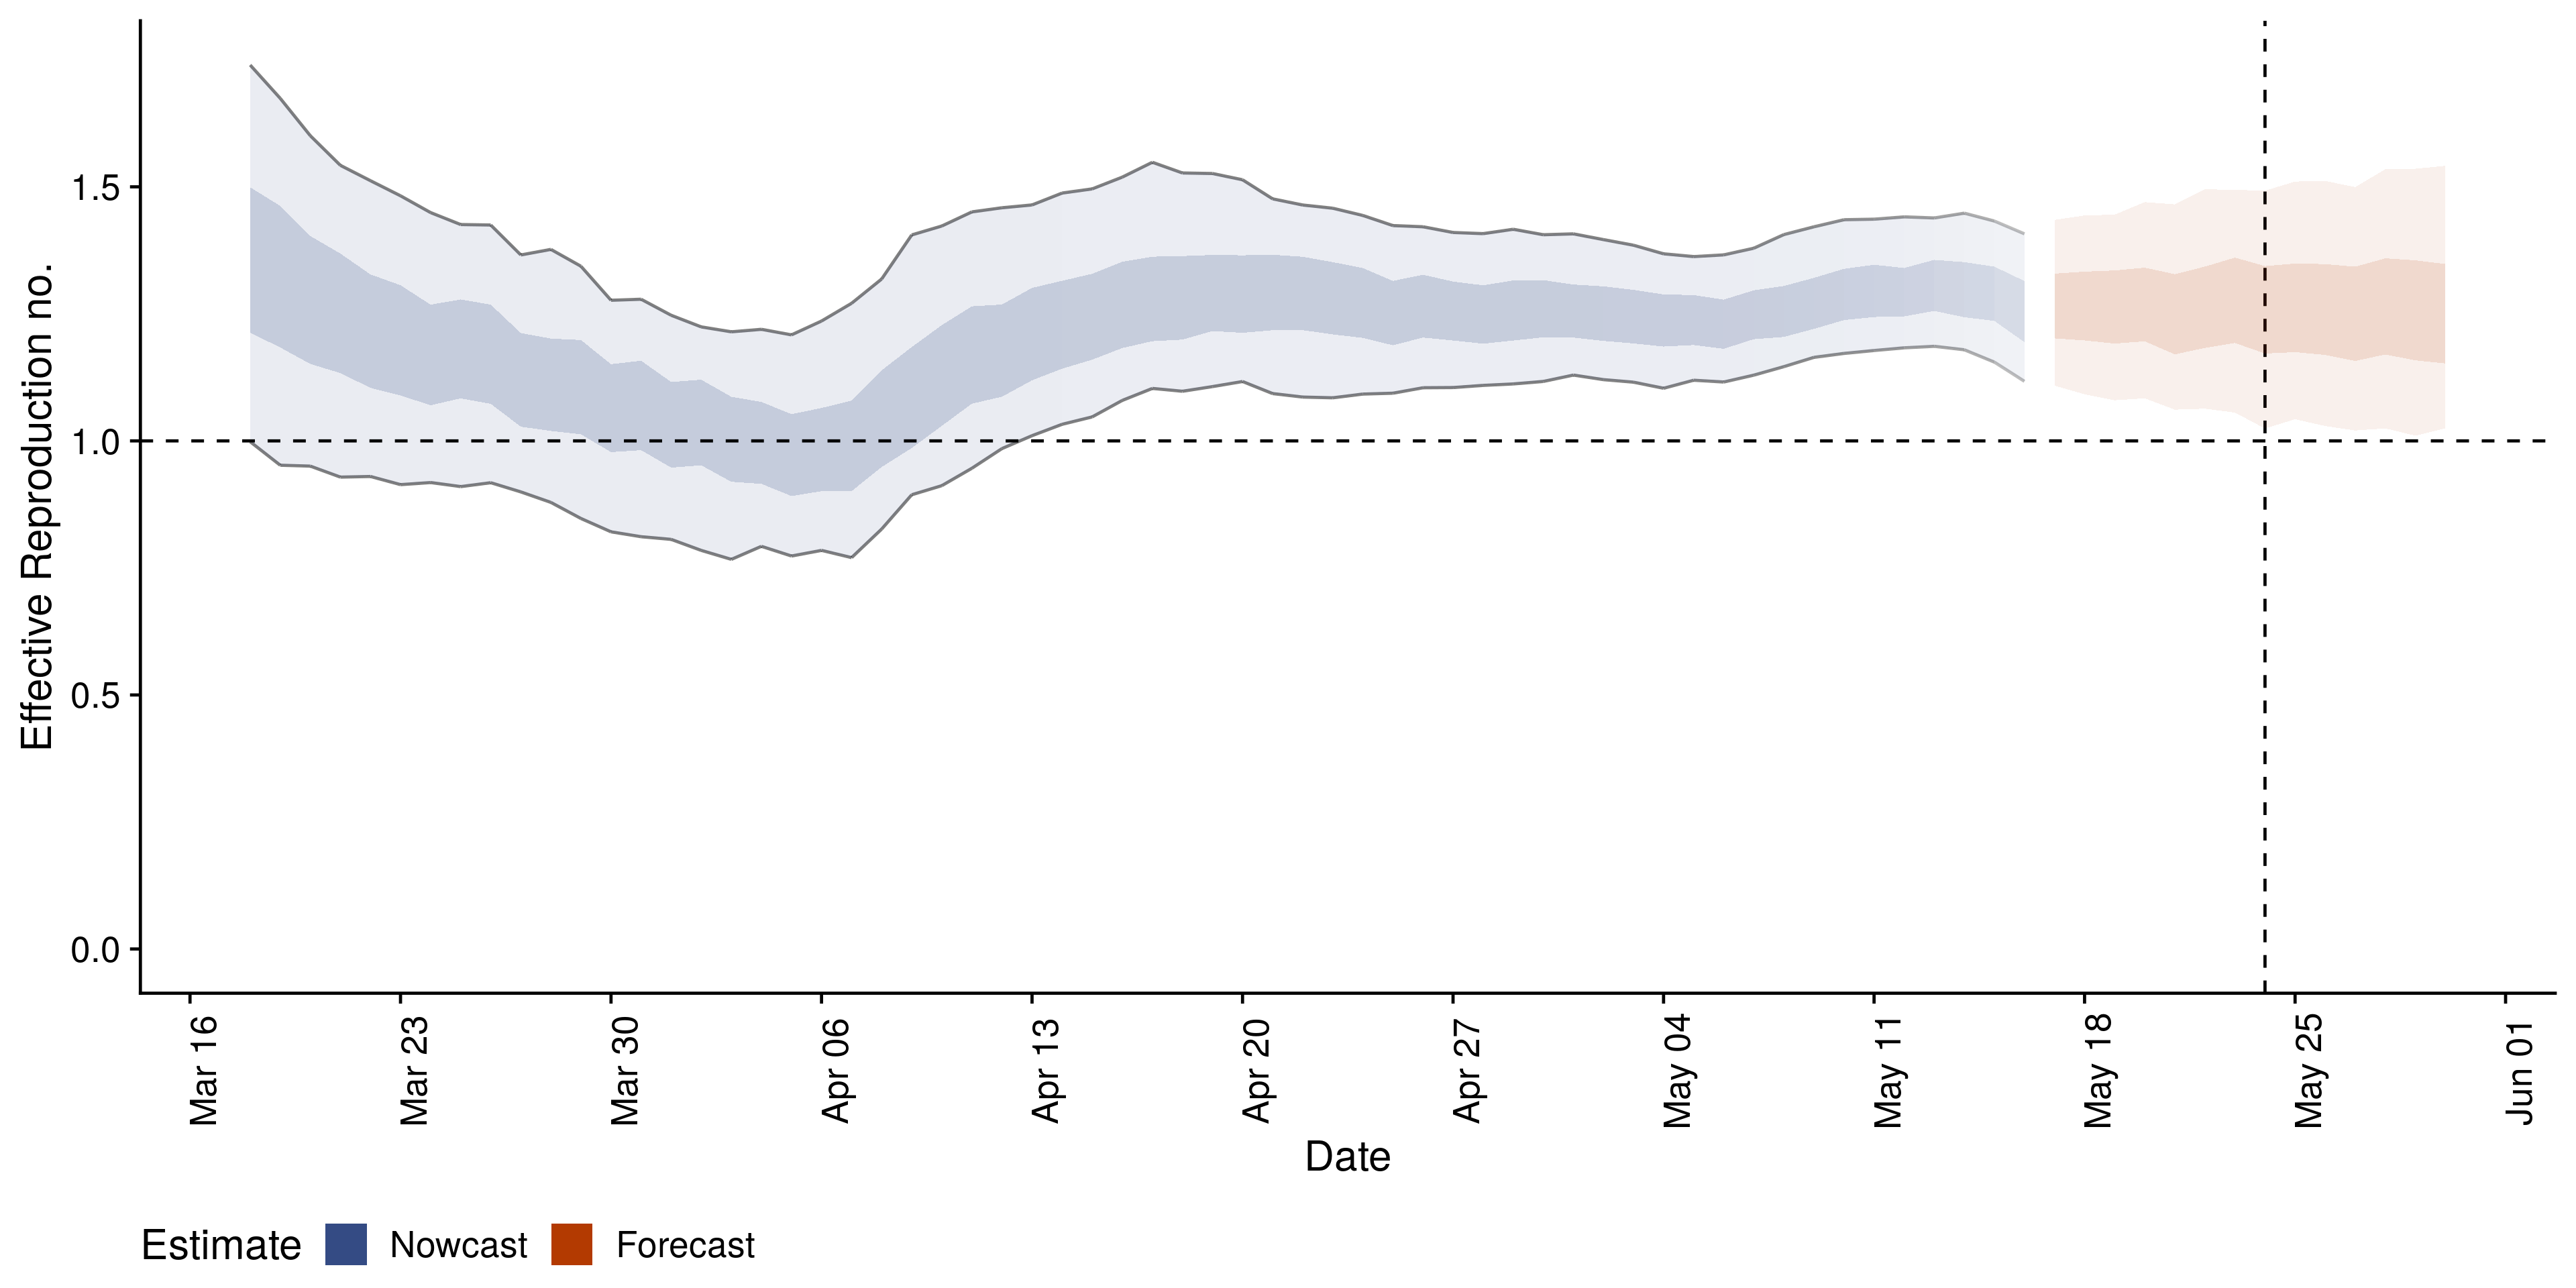 Effective Reproduction no.
1.5
1.0
0.5
0.0
Mar 16
Mar 23
Mar 30
Apr 06
Apr 13
Apr 20
Apr 27
May 04
May 11
May 18
May 25
Jun 01
Date
Estimate Nowcast Forecast